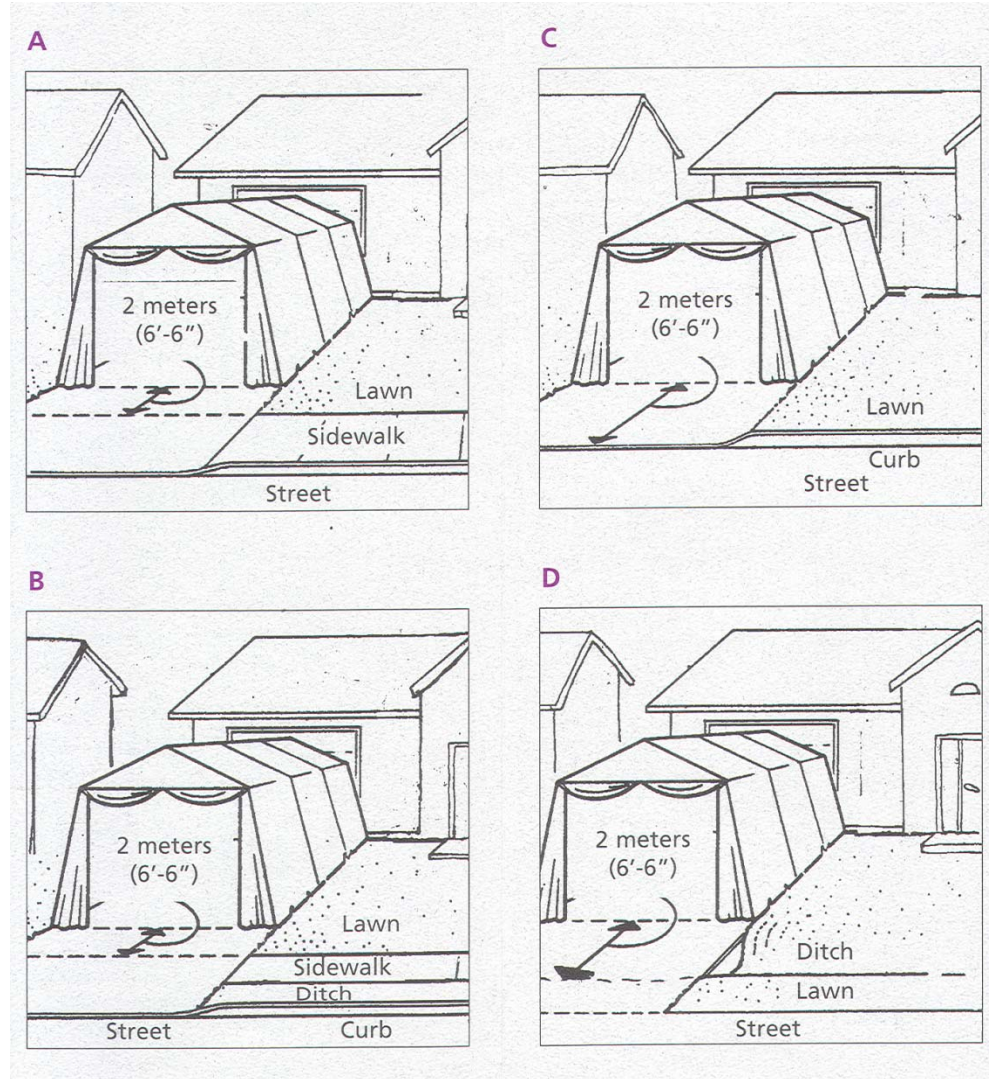 A
2 meters
(6'-6")
Lawn
Sidewalk
Street
C
2 meters
(6'-6")
Lawn
Curb
Street
B
2 meters
(6'-6")
Lawn
Sidewalk
Ditch
Street Curb
D
2 meters
(6'-6")
Ditch
Lawn
Street